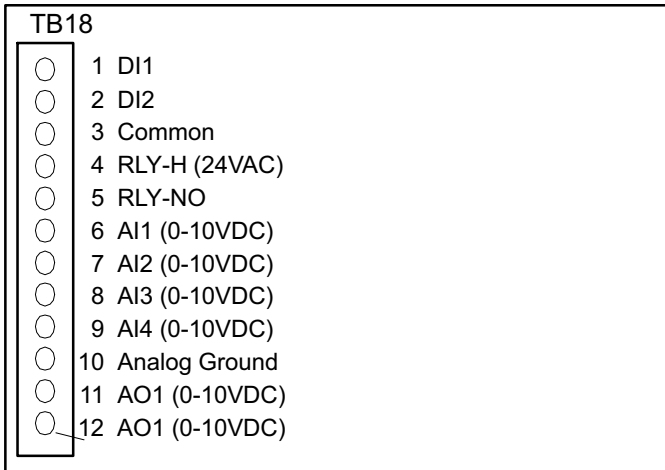 TB18
1 DI1
2 DI2
3 Common
4 RLY-H (24VAC)
5 RLY-NO
6 AI1 (0-10VDC)
7 AI2 (0-10VDC)
8 AI3 (0-10VDC)
9 AI4 (0-10VDC)
10 Analog Ground
11 AO1 (0-10VDC)
12 AO1 (0-10VDC)